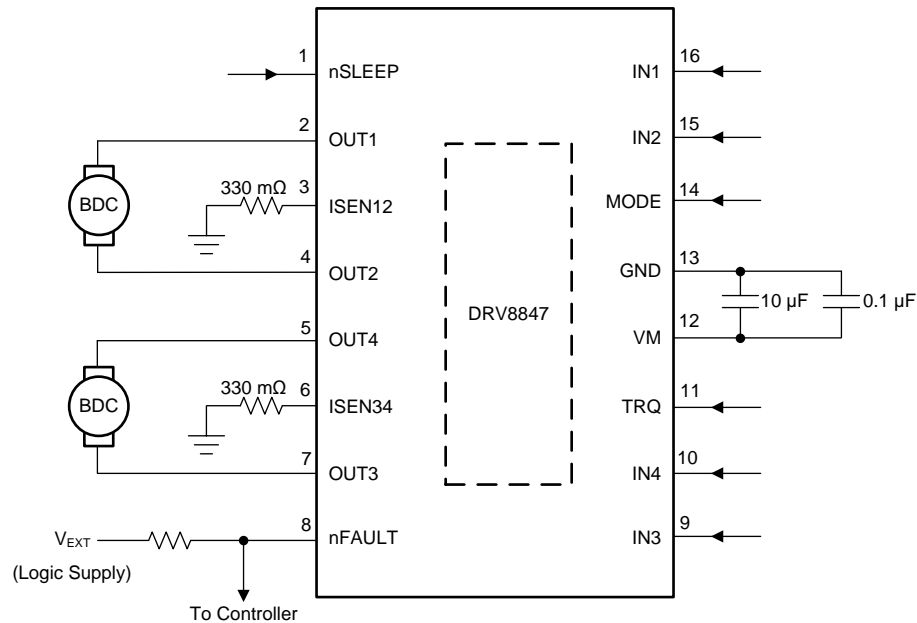 1
nSLEEP
16
IN1
2
OUT1
15
IN2
BDC
330 mΩ
3
ISEN12
14
MODE
4
OUT2
13
GND
10 µF
0.1 µF
DRV8847
5
OUT4
12
VM
BDC
330 mΩ
6
ISEN34
11
TRQ
7
OUT3
10
IN4
VEXT
(Logic Supply)
8
nFAULT
9
IN3
To Controller